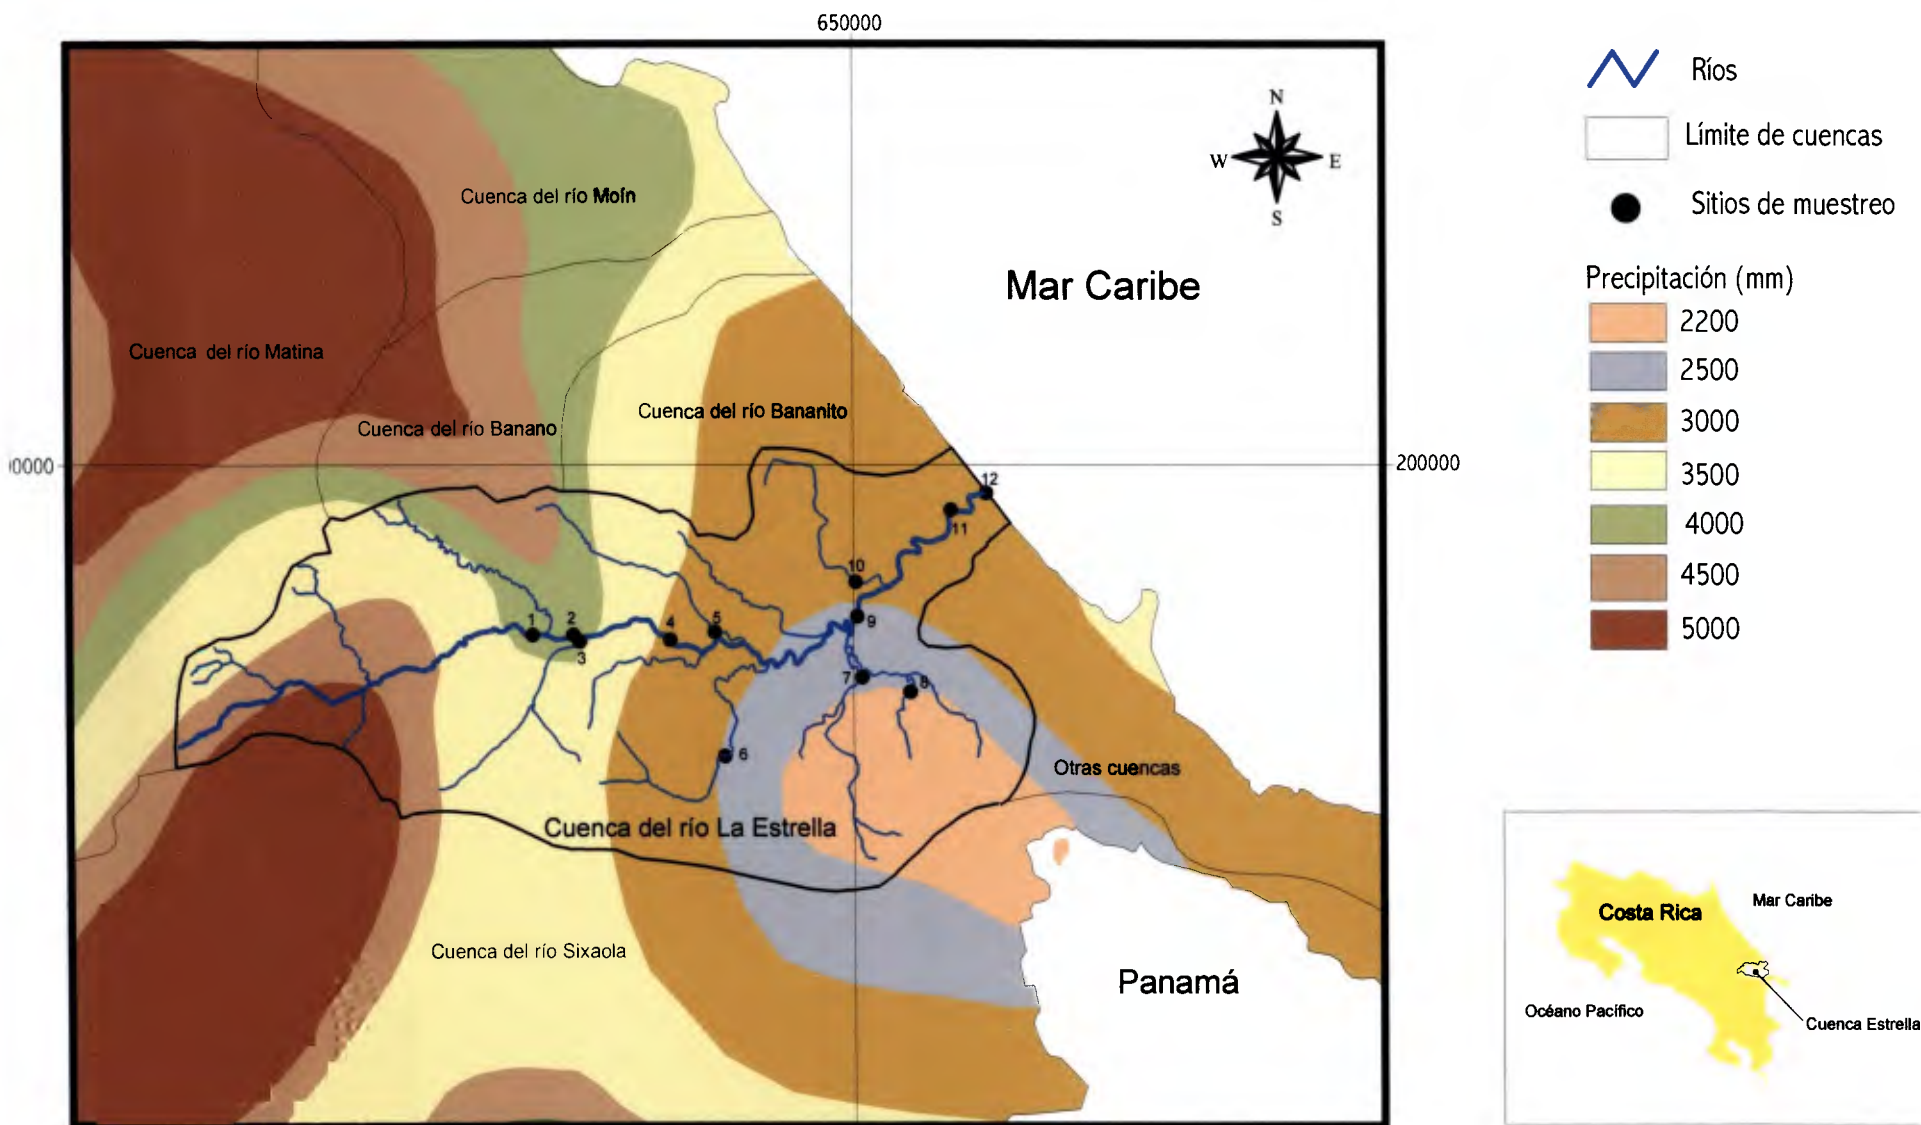 650000
N
W
E
S
Mar Caribe
Cuenca del río Moín
Cuenca del río Matina
Cuenca del río Banano
Cuenca del río Bananito
0000
200000
12
11
10
9
1
2
3
4
5
7
8
6
Otras cuencas
Cuenca del río La Estrella
Cuenca del río Sixaola
Panamá
Ríos
Límite de cuencas
Sitios de muestreo
Precipitación (mm)
2200
2500
3000
3500
4000
4500
5000
Costa Rica
Mar Caribe
Océano Pacífico
Cuenca Estrella